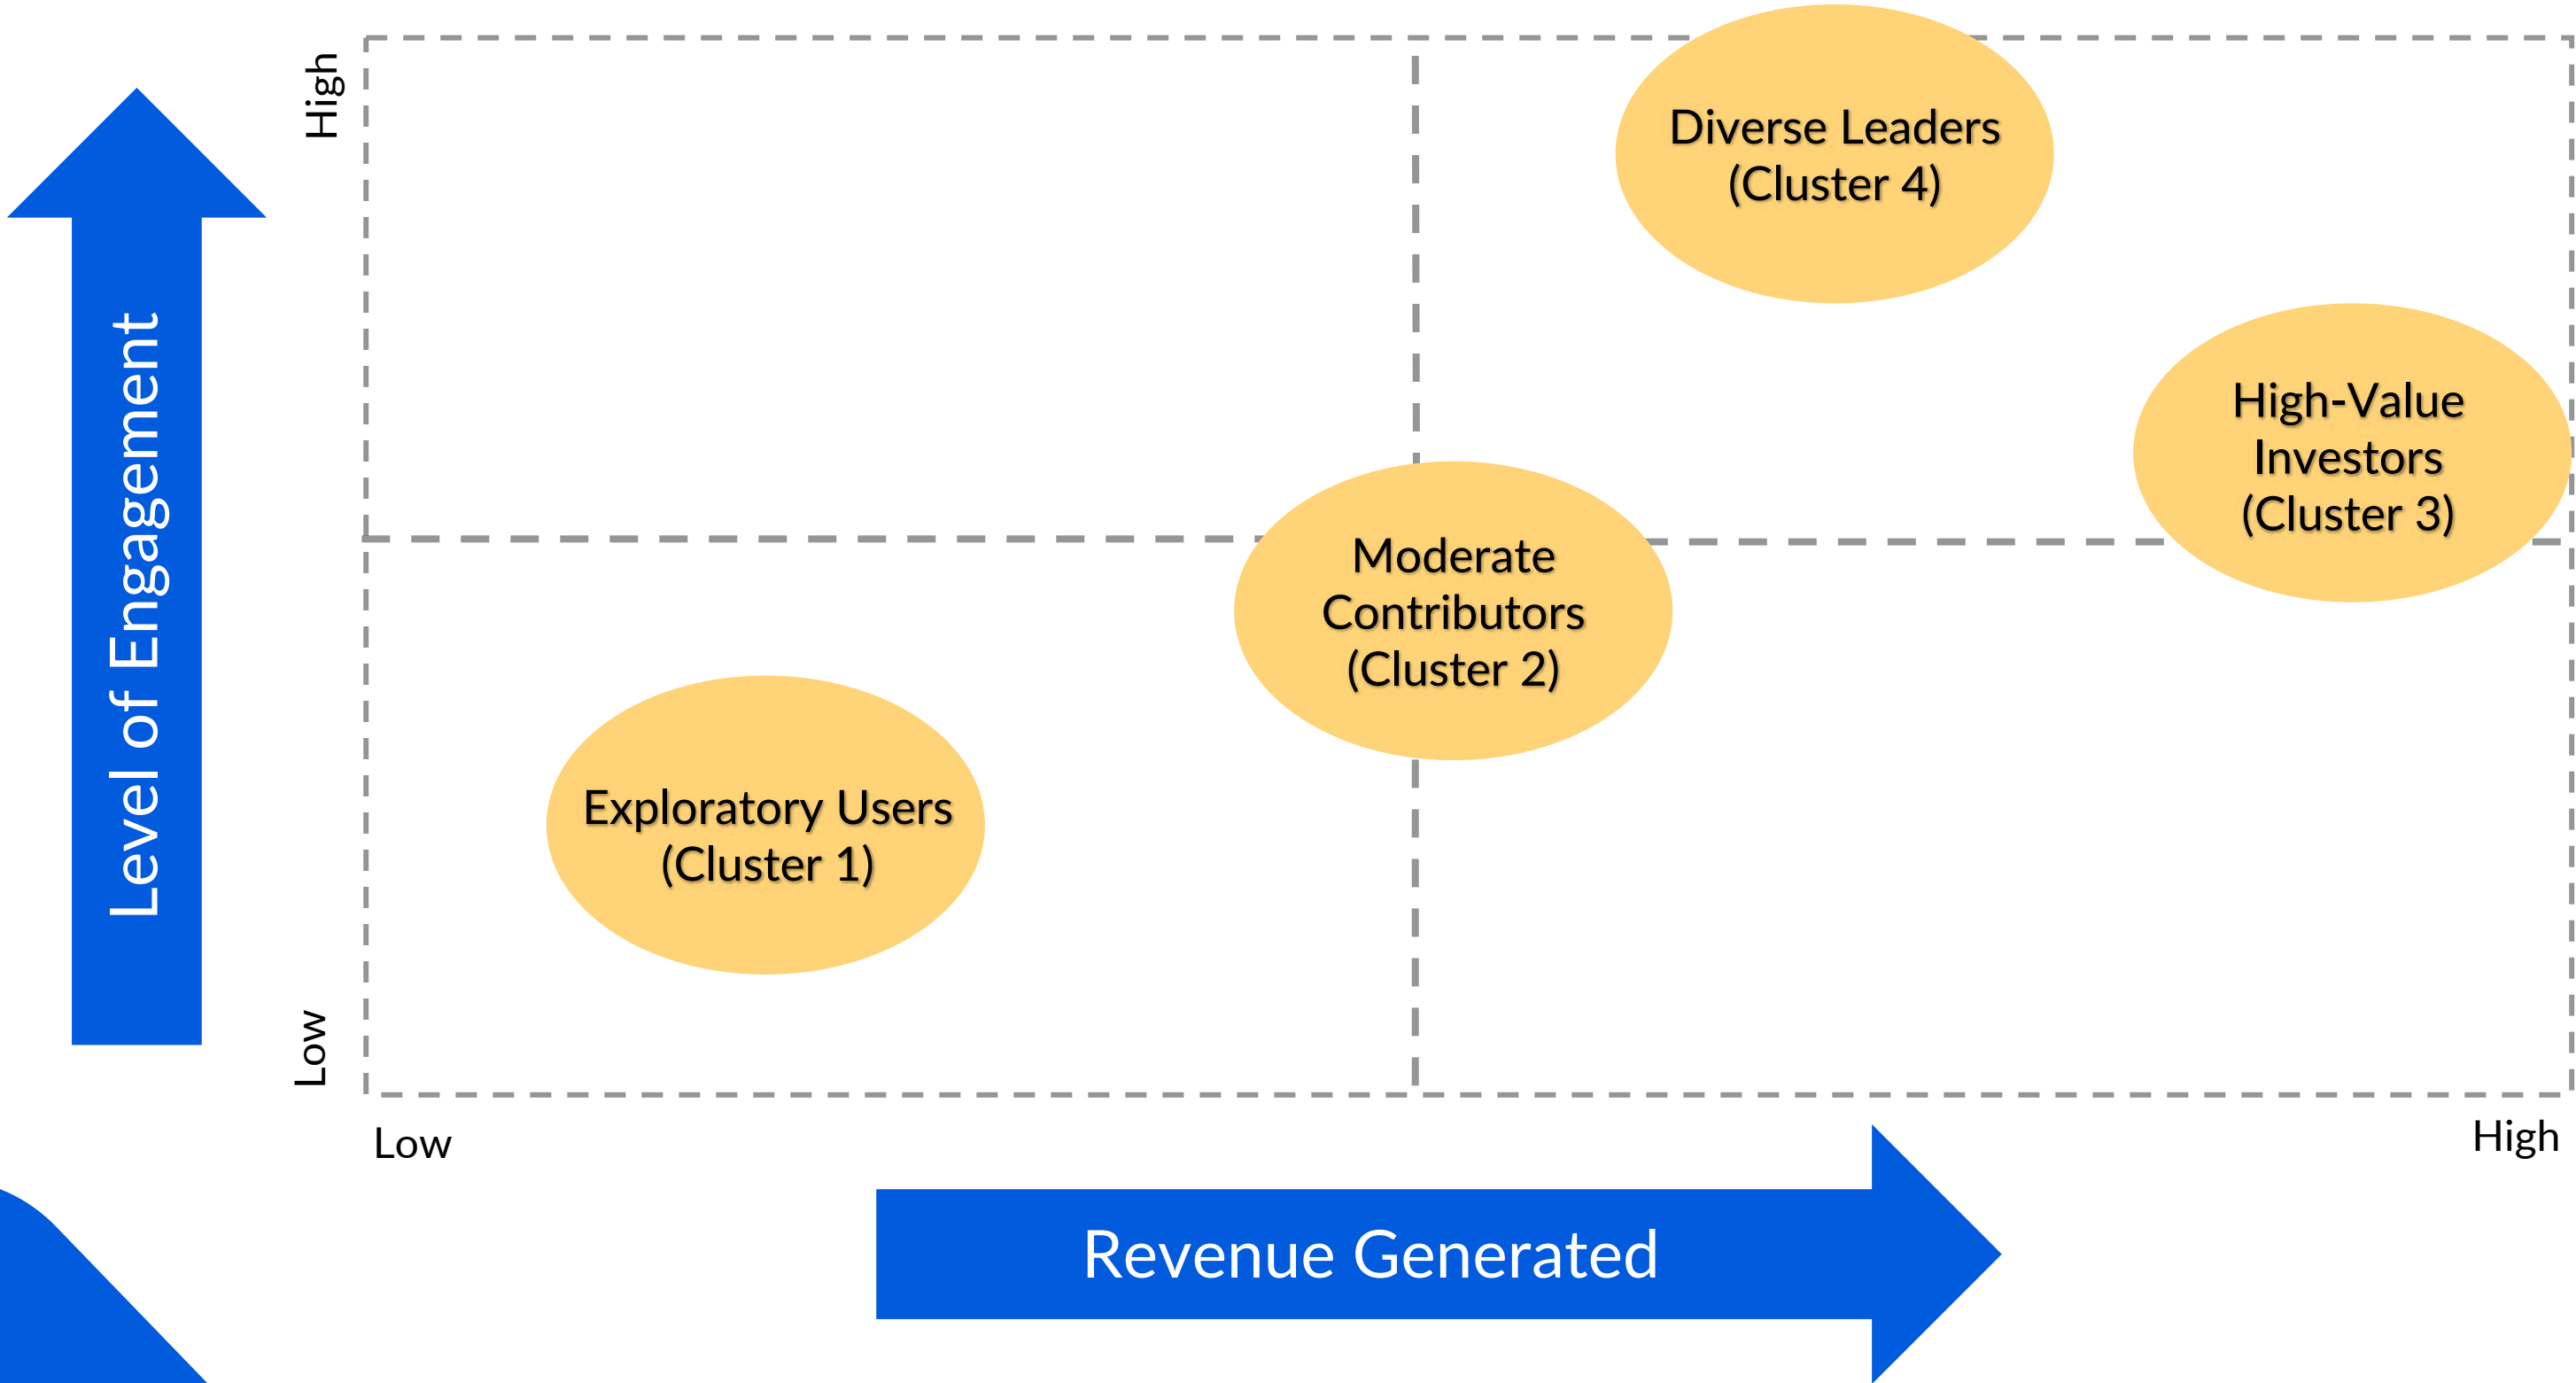 High
Level of Engagement
Low
Diverse Leaders
(Cluster 4)
High-Value
Investors
(Cluster 3)
Moderate
Contributors
(Cluster 2)
Exploratory Users
(Cluster 1)
Low
High
Revenue Generated